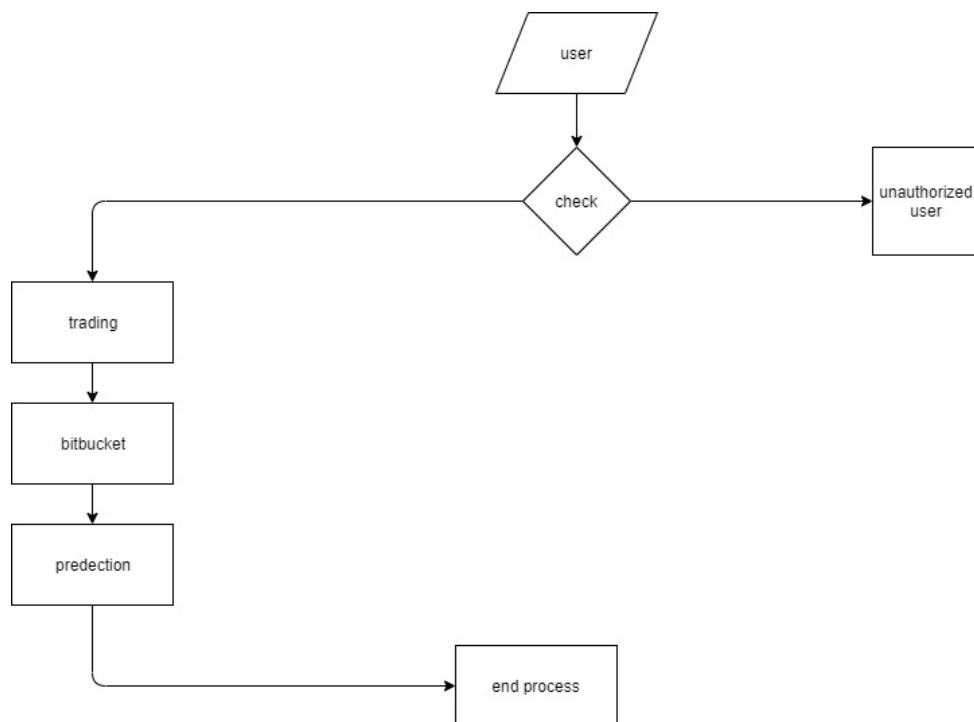 user
check
unauthorized
user
trading
bitbucket
predection
end process